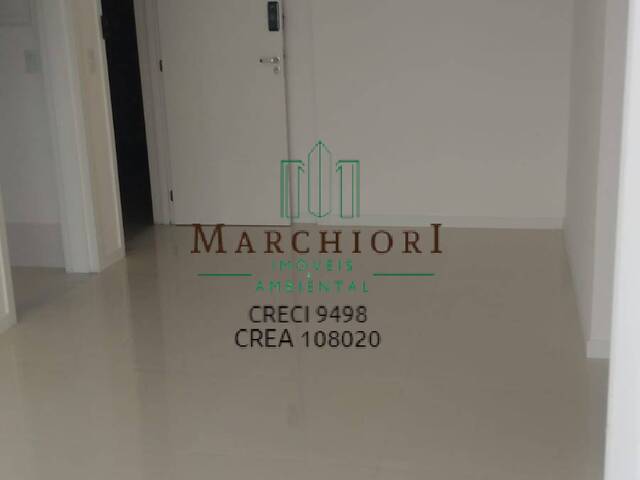 MARCHIORI
IMÓVEIS
AMBIENTAL
CRECI 9498
CREA 108020